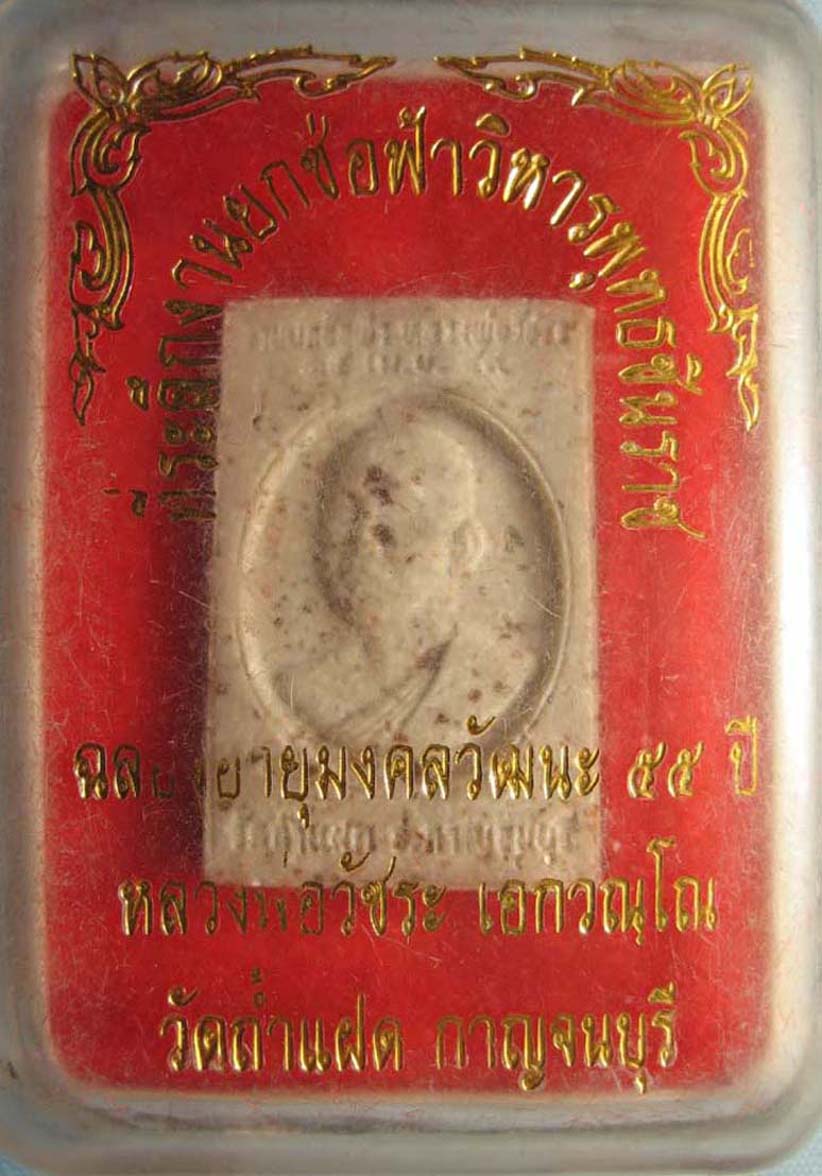 ที่ระลึกงานยกช่อฟ้าวิหารพุทธชินราช
ฉลองอายุมงคลวัฒนะ ๕๕ ปี
หลวงพ่อวัชระ เอกวณฺโณ
วัดถ้ำแฝด กาญจนบุรี